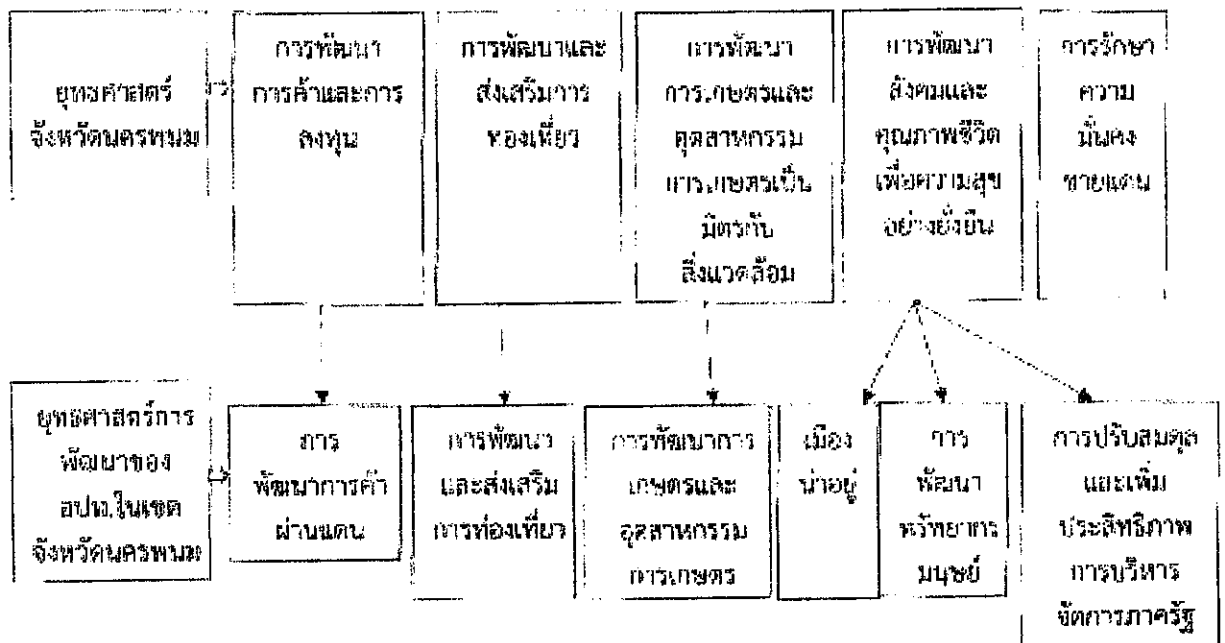 ยุทธศาสตร์
จังหวัดนครพนม
การพัฒนา
การค้าและการ
ลงทุน
การพัฒนาและ
ส่งเสริมการ
ท่องเที่ยว
การพัฒนา
การเกษตรและ
อุตสาหกรรม
การเกษตรเป็น
มิตรกับ
สิ่งแวดล้อม
การพัฒนา
สังคมและ
คุณภาพชีวิต
เพื่อความสุข
อย่างยั่งยืน
การรักษา
ความ
มั่นคง
ชายแดน
ยุทธศาสตร์การ
พัฒนาของ
อปท.ในเขต
จังหวัดนครพนม
การ
พัฒนาการค้า
ผ่านแดน
การพัฒนา
และส่งเสริม
การท่องเที่ยว
การพัฒนาการ
เกษตรและ
อุตสาหกรรม
การเกษตร
เมือง
น่าอยู่
การ
พัฒนา
ทรัพยากร
มนุษย์
การปรับสมดุล
และเพิ่ม
ประสิทธิภาพ
การบริหาร
จัดการภาครัฐ